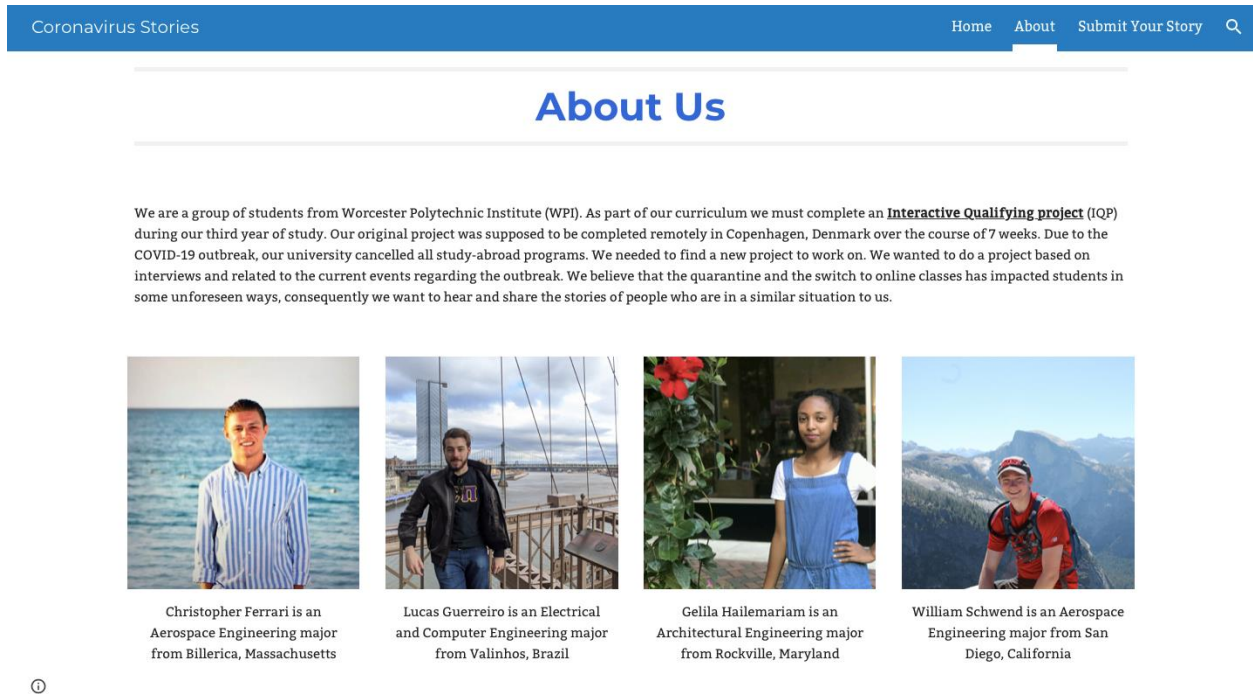 Coronavirus Stories
Home About Submit Your Story
About Us
We are a group of students from Worcester Polytechnic Institute (WPI). As part of our curriculum we must complete an Interactive Qualifying project (IQP)
during our third year of study. Our original project was supposed to be completed remotely in Copenhagen, Denmark over the course of 7 weeks. Due to the
COVID-19 outbreak, our university cancelled all study-abroad programs. We needed to find a new project to work on. We wanted to do a project based on
interviews and related to the current events regarding the outbreak. We believe that the quarantine and the switch to online classes has impacted students in
some unforeseen ways, consequently we want to hear and share the stories of people who are in a similar situation to us.
Christopher Ferrari is an
Aerospace Engineering major
from Billerica, Massachusetts
Lucas Guerreiro is an Electrical
and Computer Engineering major
from Valinhos, Brazil
Gelila Hailemariam is an
Architectural Engineering major
from Rockville, Maryland
William Schwend is an Aerospace
Engineering major from San
Diego, California